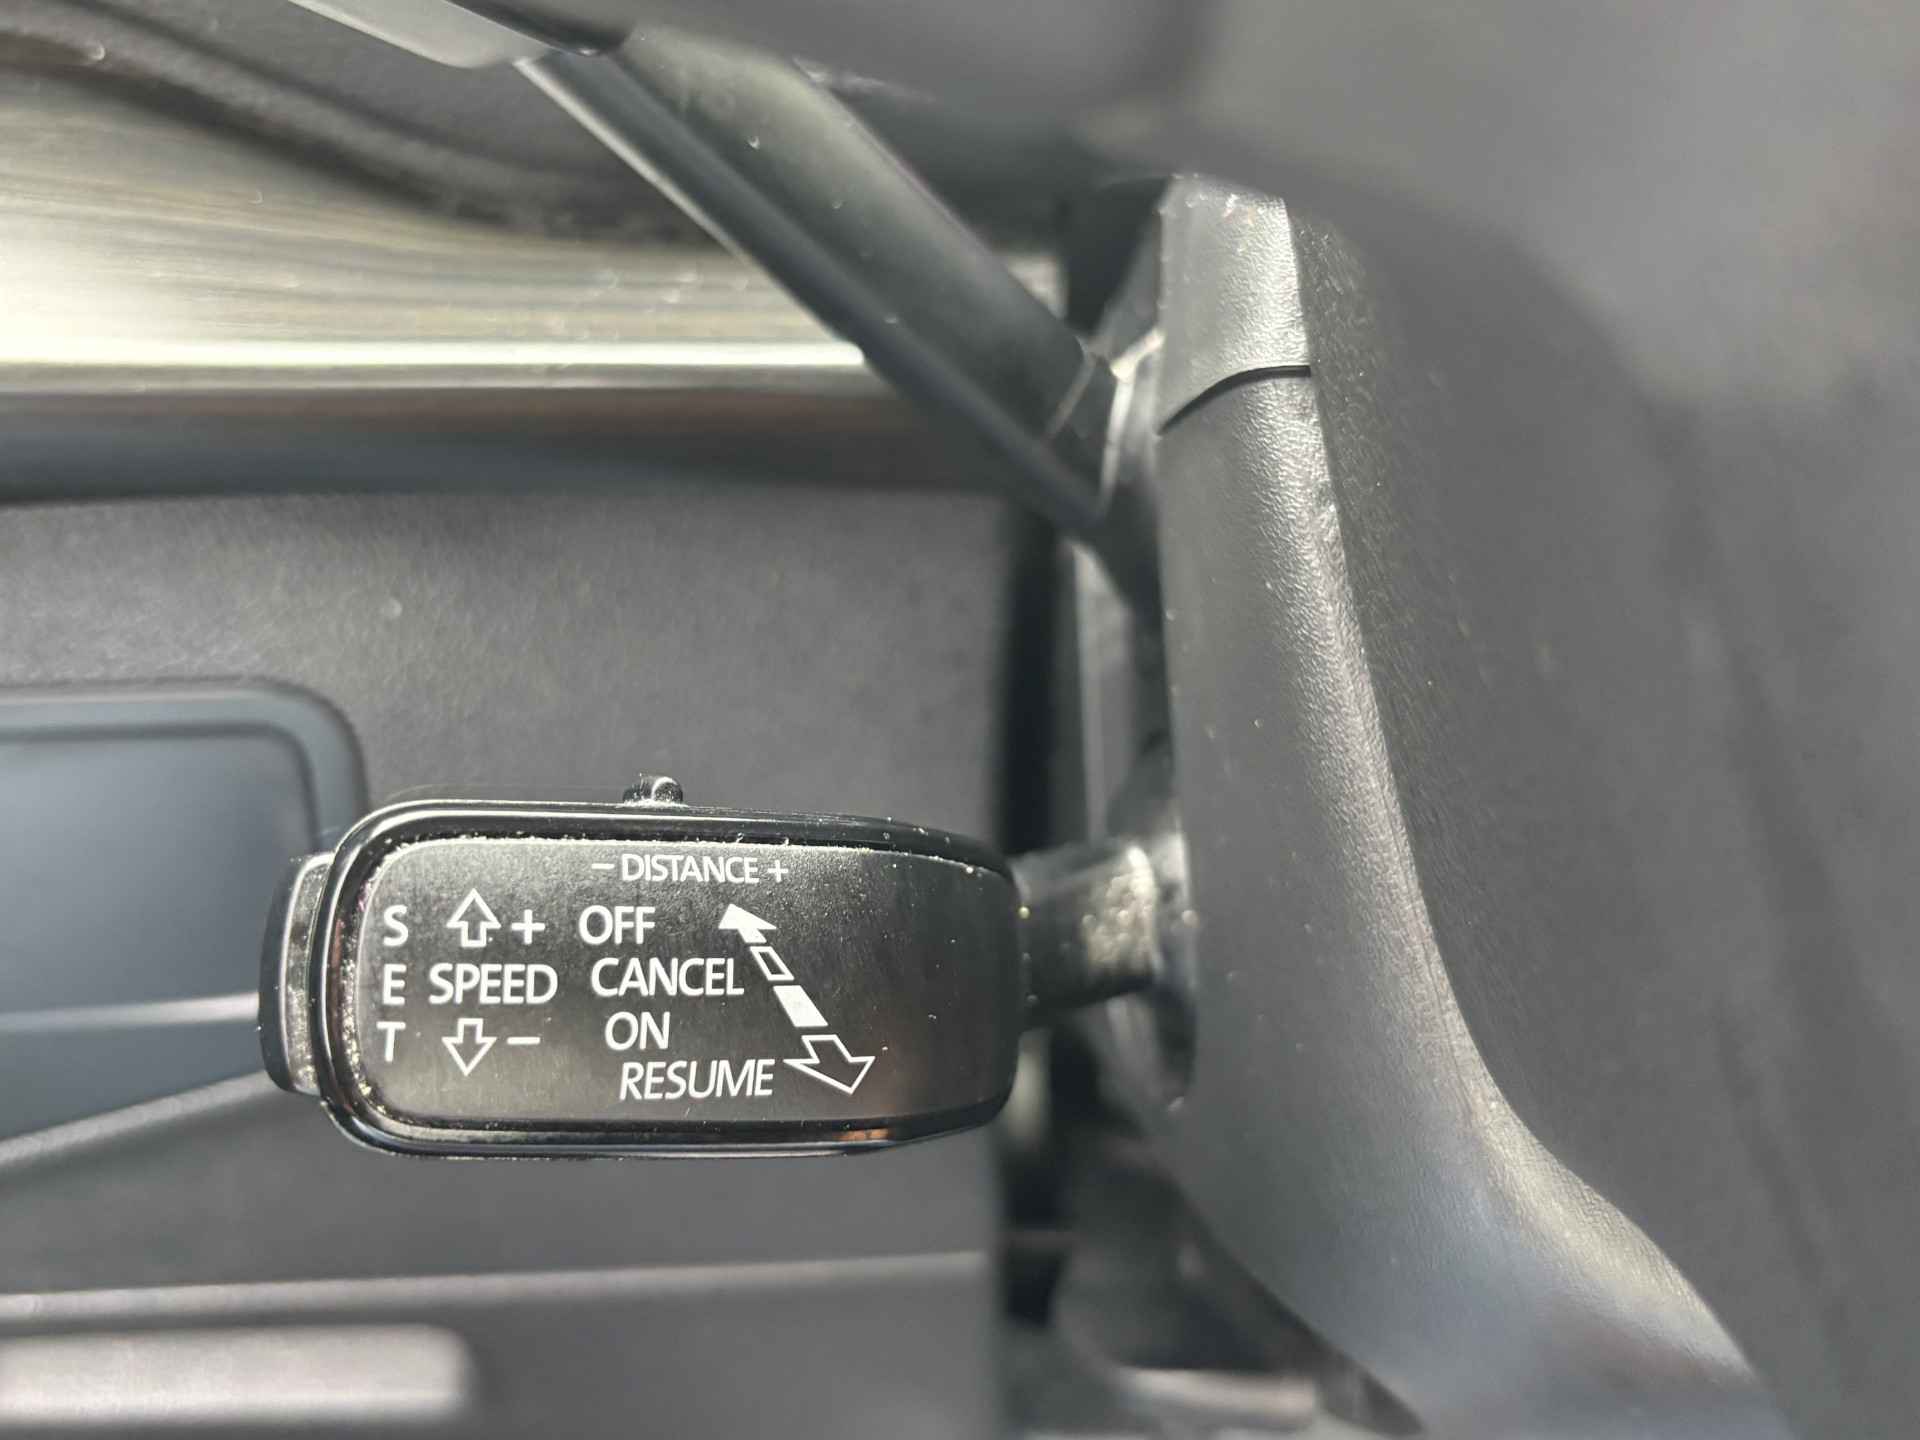 − DISTANCE +
S + OFF
E SPEED CANCEL
T − ON
RESUME